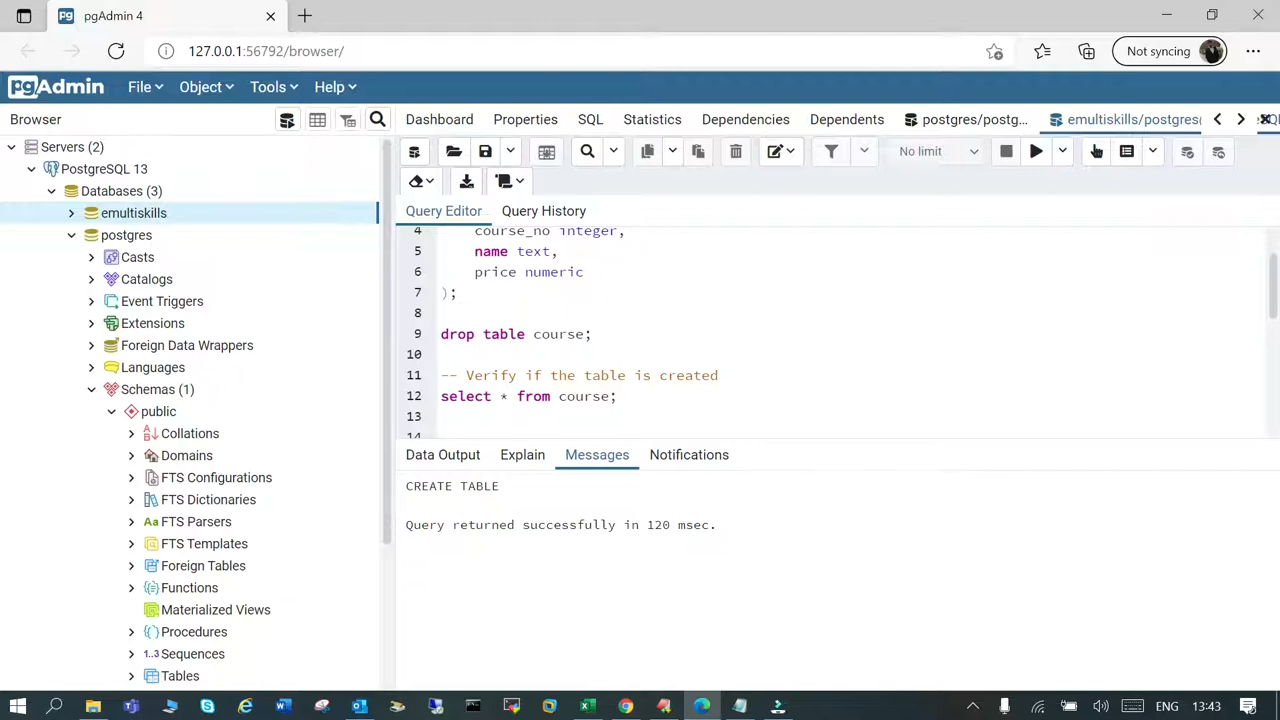 pgAdmin 4
127.0.0.1:56792/browser/
Not syncing
pgAdmin
File
Object
Tools
Help
Browser
Dashboard
Properties
SQL
Statistics
Dependencies
Dependents
postgres/postg...
emultiskills/postgres
Servers (2)
PostgreSQL 13
Databases (3)
emultiskills
postgres
Casts
Catalogs
Event Triggers
Extensions
Foreign Data Wrappers
Languages
Schemas (1)
public
Collations
Domains
FTS Configurations
FTS Dictionaries
FTS Parsers
FTS Templates
Foreign Tables
Functions
Materialized Views
Procedures
Sequences
Tables
No limit
Query Editor
Query History
4 course_no integer,
5 name text,
6 price numeric
7 );
8
9 drop table course;
10
11 -- Verify if the table is created
12 select * from course;
13
14
Data Output
Explain
Messages
Notifications
CREATE TABLE
Query returned successfully in 120 msec.
ENG
13:43